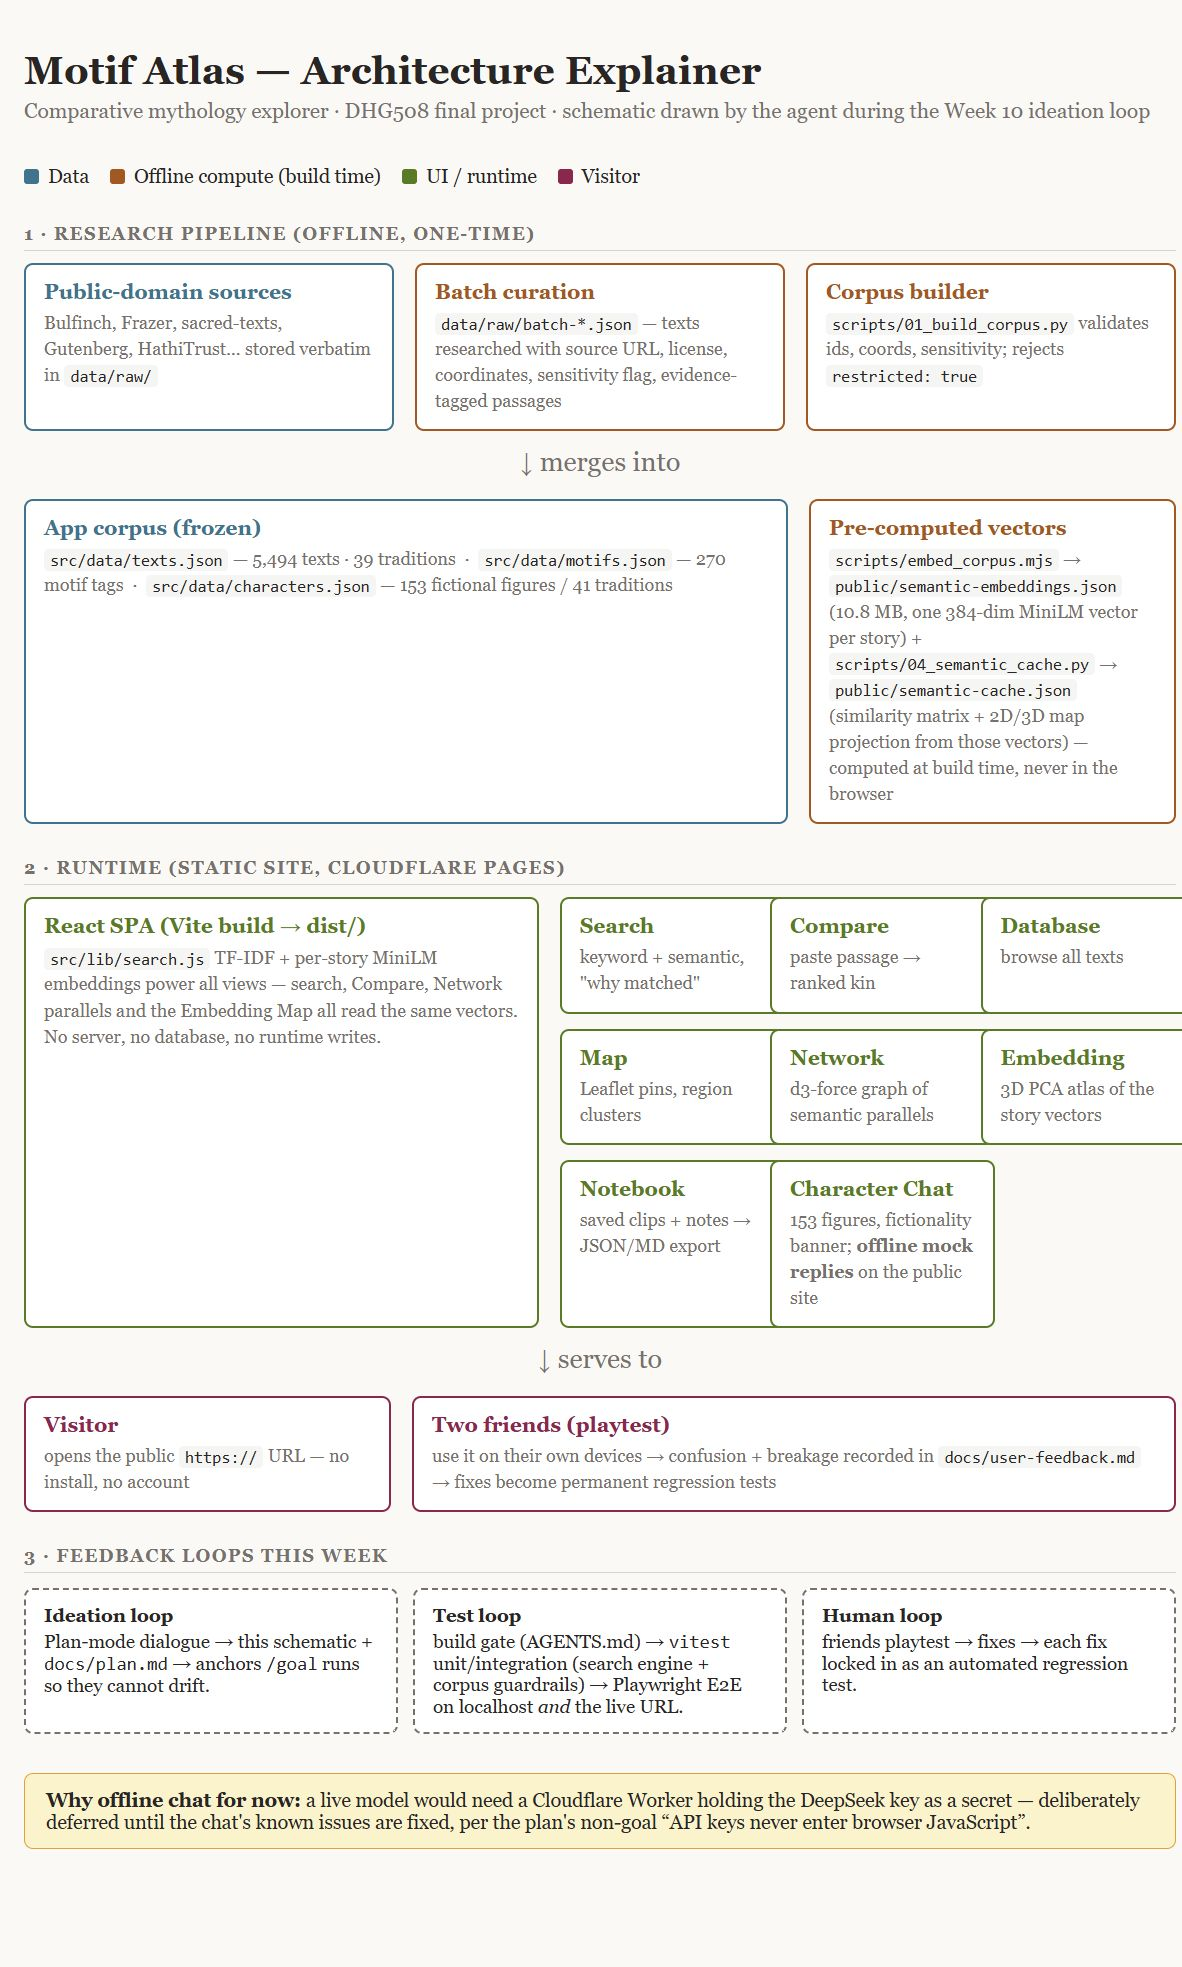 Motif Atlas — Architecture Explainer
Comparative mythology explorer · DHG508 final project · schematic drawn by the agent during the Week 10 ideation loop
Data
Offline compute (build time)
UI / runtime
Visitor
1 · RESEARCH PIPELINE (OFFLINE, ONE-TIME)
Public-domain sources
Bulfinch, Frazer, sacred-texts,
Gutenberg, HathiTrust... stored verbatim
in data/raw/
Batch curation
data/raw/batch-*.json — texts
researched with source URL, license,
coordinates, sensitivity flag, evidence-
tagged passages
Corpus builder
scripts/01_build_corpus.py validates
ids, coords, sensitivity; rejects
restricted: true
↓ merges into
App corpus (frozen)
src/data/texts.json — 5,494 texts · 39 traditions · src/data/motifs.json — 270
motif tags · src/data/characters.json — 153 fictional figures / 41 traditions
Pre-computed vectors
scripts/embed_corpus.mjs →
public/semantic-embeddings.json
(10.8 MB, one 384-dim MiniLM vector
per story) +
scripts/04_semantic_cache.py →
public/semantic-cache.json
(similarity matrix + 2D/3D map
projection from those vectors) —
computed at build time, never in the
browser
2 · RUNTIME (STATIC SITE, CLOUDFLARE PAGES)
React SPA (Vite build → dist/)
src/lib/search.js TF-IDF + per-story MiniLM
embeddings power all views — search, Compare, Network
parallels and the Embedding Map all read the same vectors.
No server, no database, no runtime writes.
Search
keyword + semantic,
"why matched"
Compare
paste passage →
ranked kin
Database
browse all texts
Map
Leaflet pins, region
clusters
Network
d3-force graph of
semantic parallels
Embedding
3D PCA atlas of the
story vectors
Notebook
saved clips + notes →
JSON/MD export
Character Chat
153 figures, fictionality
banner; offline mock
replies on the public
site
↓ serves to
Visitor
opens the public https:// URL — no
install, no account
Two friends (playtest)
use it on their own devices → confusion + breakage recorded in docs/user-feedback.md
→ fixes become permanent regression tests
3 · FEEDBACK LOOPS THIS WEEK
Ideation loop
Plan-mode dialogue → this schematic +
docs/plan.md → anchors /goal runs
so they cannot drift.
Test loop
build gate (AGENTS.md) → vitest
unit/integration (search engine +
corpus guardrails) → Playwright E2E
on localhost and the live URL.
Human loop
friends playtest → fixes → each fix
locked in as an automated regression
test.
Why offline chat for now: a live model would need a Cloudflare Worker holding the DeepSeek key as a secret — deliberately
deferred until the chat's known issues are fixed, per the plan's non-goal “API keys never enter browser JavaScript”.